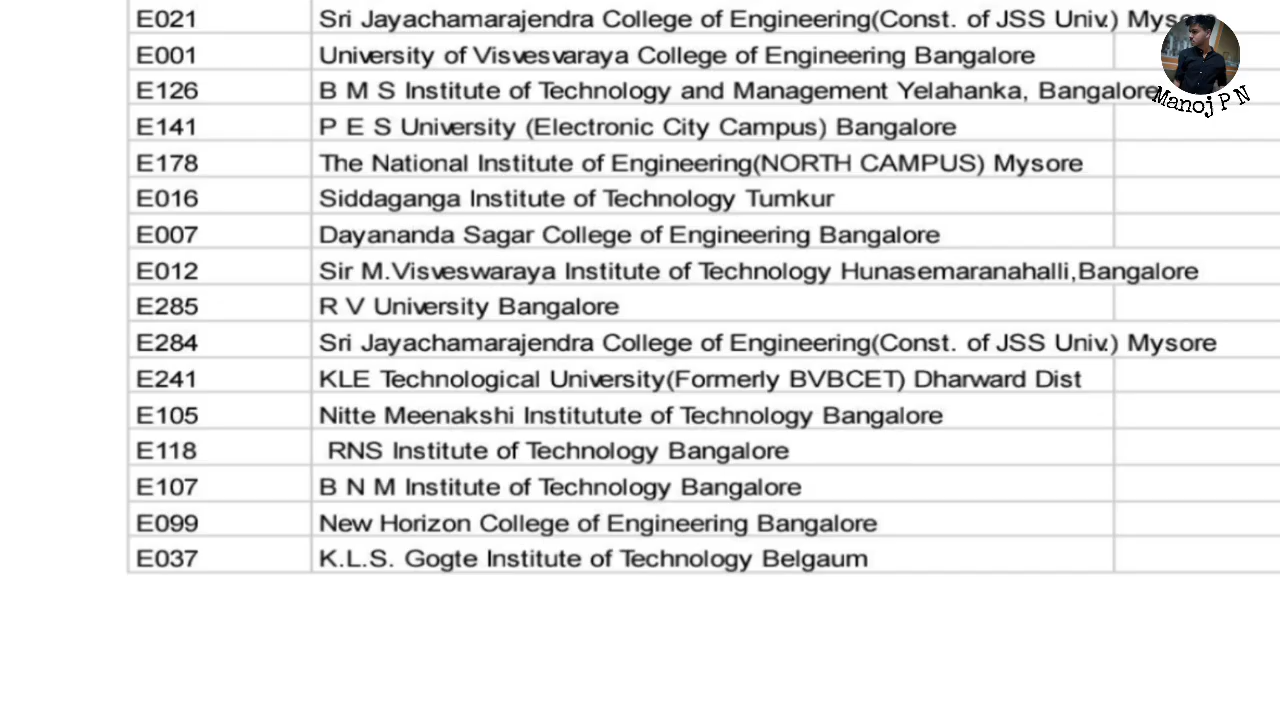 E021 Sri Jayachamarajendra College of Engineering(Const. of JSS Univ.) Mysore
E001 University of Visvesvaraya College of Engineering Bangalore
E126 B M S Institute of Technology and Management Yelahanka, Bangalore
Manoj P N
E141 P E S University (Electronic City Campus) Bangalore
E178 The National Institute of Engineering(NORTH CAMPUS) Mysore
E016 Siddaganga Institute of Technology Tumkur
E007 Dayananda Sagar College of Engineering Bangalore
E012 Sir M.Visveswaraya Institute of Technology Hunasemaranahalli,Bangalore
E285 R V University Bangalore
E284 Sri Jayachamarajendra College of Engineering(Const. of JSS Univ.) Mysore
E241 KLE Technological University(Formerly BVBCET) Dharward Dist
E105 Nitte Meenakshi Institutute of Technology Bangalore
E118 RNS Institute of Technology Bangalore
E107 B N M Institute of Technology Bangalore
E099 New Horizon College of Engineering Bangalore
E037 K.L.S. Gogte Institute of Technology Belgaum